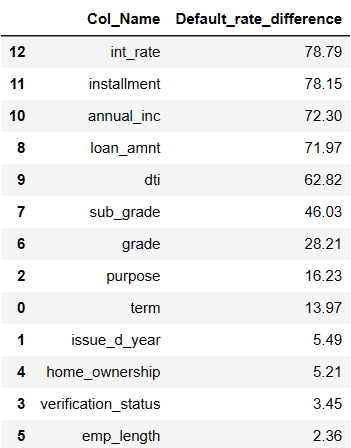 Col_Name Default_rate_difference
12 int_rate 78.79
11 installment 78.15
10 annual_inc 72.30
8 loan_amnt 71.97
9 dti 62.82
7 sub_grade 46.03
6 grade 28.21
2 purpose 16.23
0 term 13.97
1 issue_d_year 5.49
4 home_ownership 5.21
3 verification_status 3.45
5 emp_length 2.36